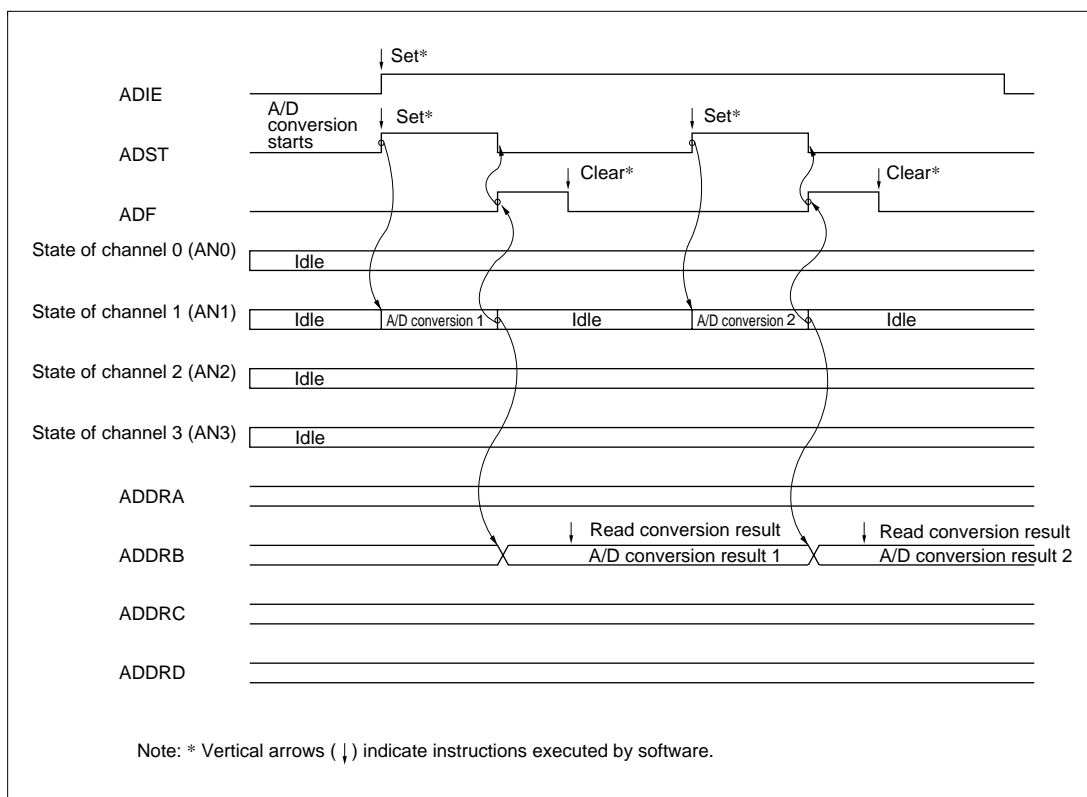 Set*
ADIE
A/D
conversion
starts
Set*
Set*
ADST
Clear*
Clear*
ADF
State of channel 0 (AN0)
Idle
State of channel 1 (AN1)
Idle
A/D conversion 1
Idle
A/D conversion 2
Idle
State of channel 2 (AN2)
Idle
State of channel 3 (AN3)
Idle
ADDRA
Read conversion result
Read conversion result
ADDRB
A/D conversion result 1
A/D conversion result 2
ADDRC
ADDRD
Note: * Vertical arrows (↓) indicate instructions executed by software.